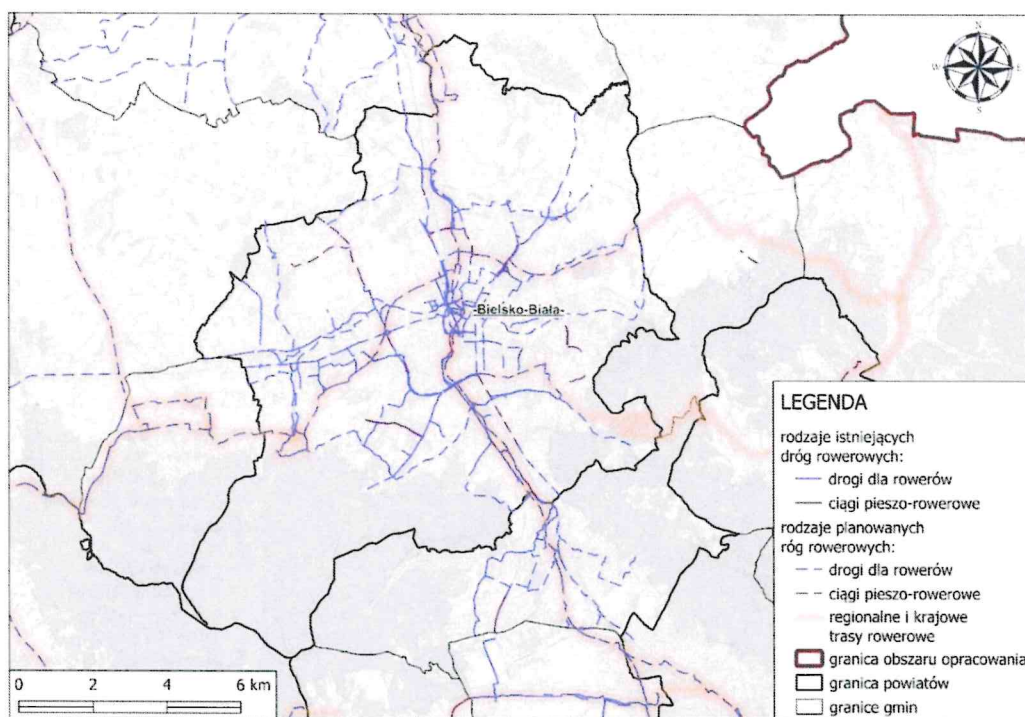 N
W E
S
-Bielsko-Biała-
LEGENDA
rodzaje istniejących
dróg rowerowych:
drogi dla rowerów
ciągi pieszo-rowerowe
rodzaje planowanych
róg rowerowych:
drogi dla rowerów
ciągi pieszo-rowerowe
regionalne i krajowe
trasy rowerowe
granica obszaru opracowania
granica powiatów
granice gmin
0 2 4 6 km